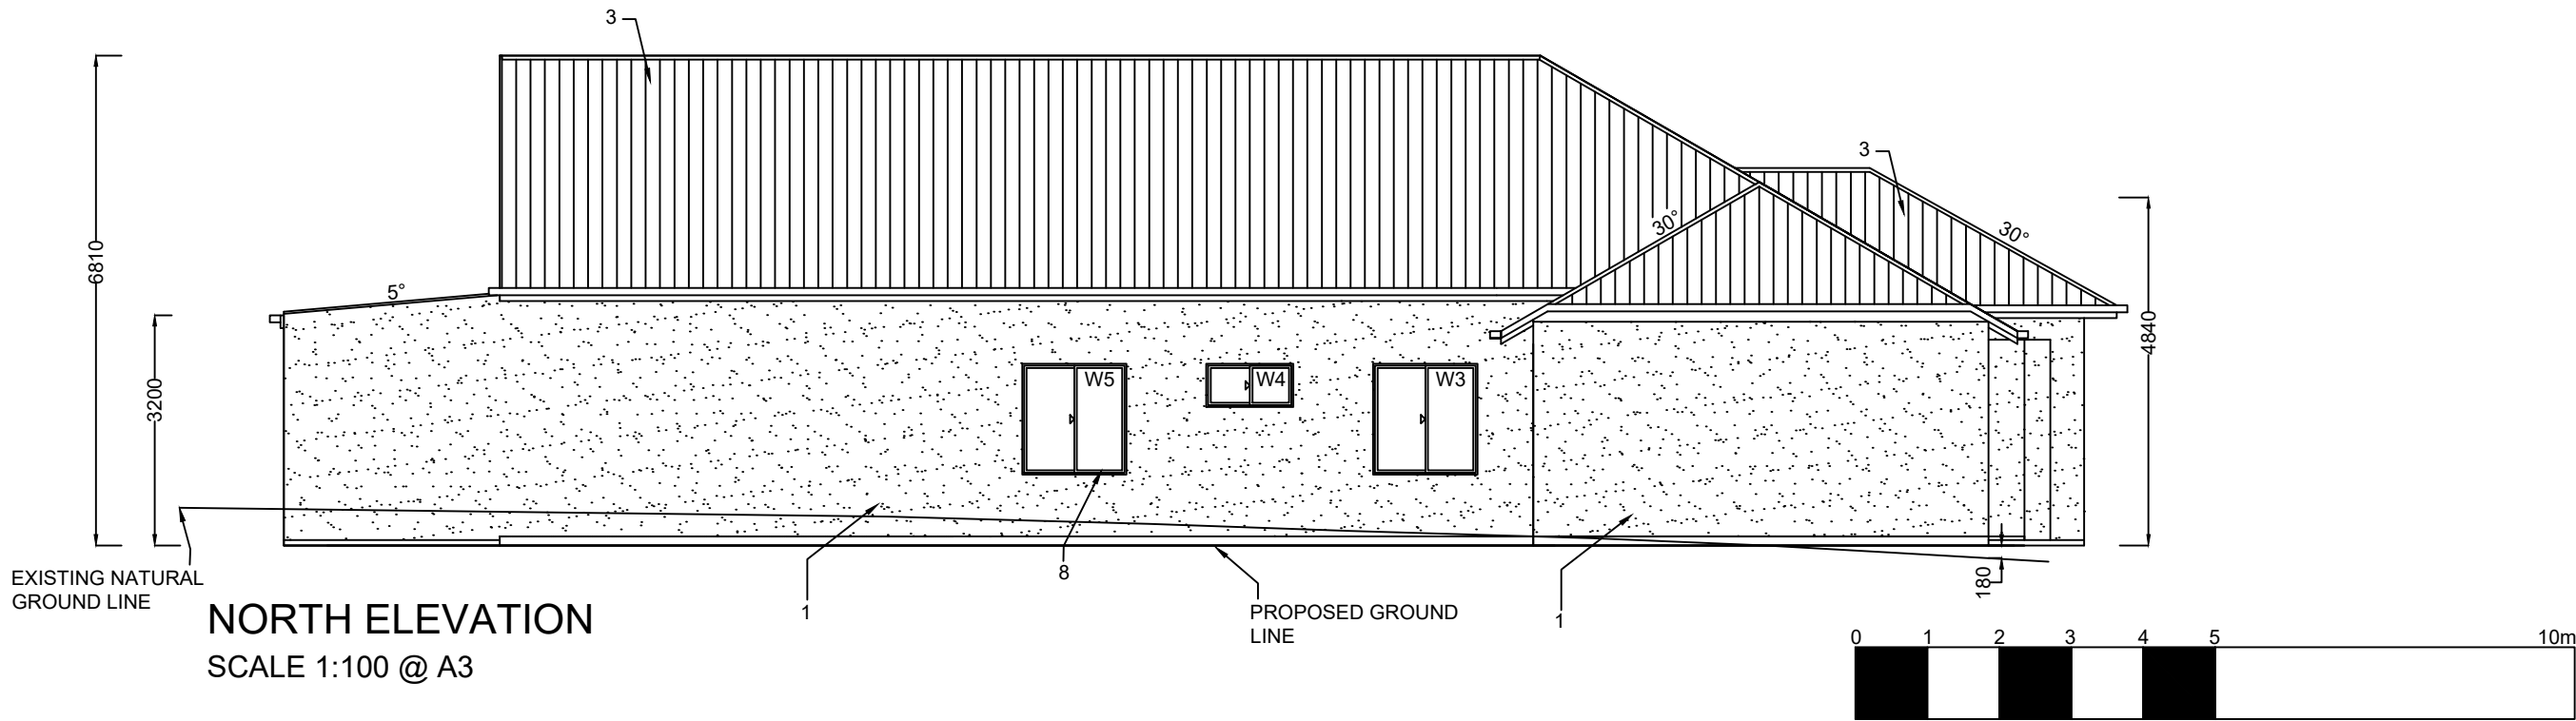 3
3
30°
30°
6810
5°
4840
3200
W5
W4
W3
EXISTING NATURAL
GROUND LINE
8
180
1
PROPOSED GROUND
LINE
1
NORTH ELEVATION
SCALE 1:100 @ A3
0 1 2 3 4 5 10m